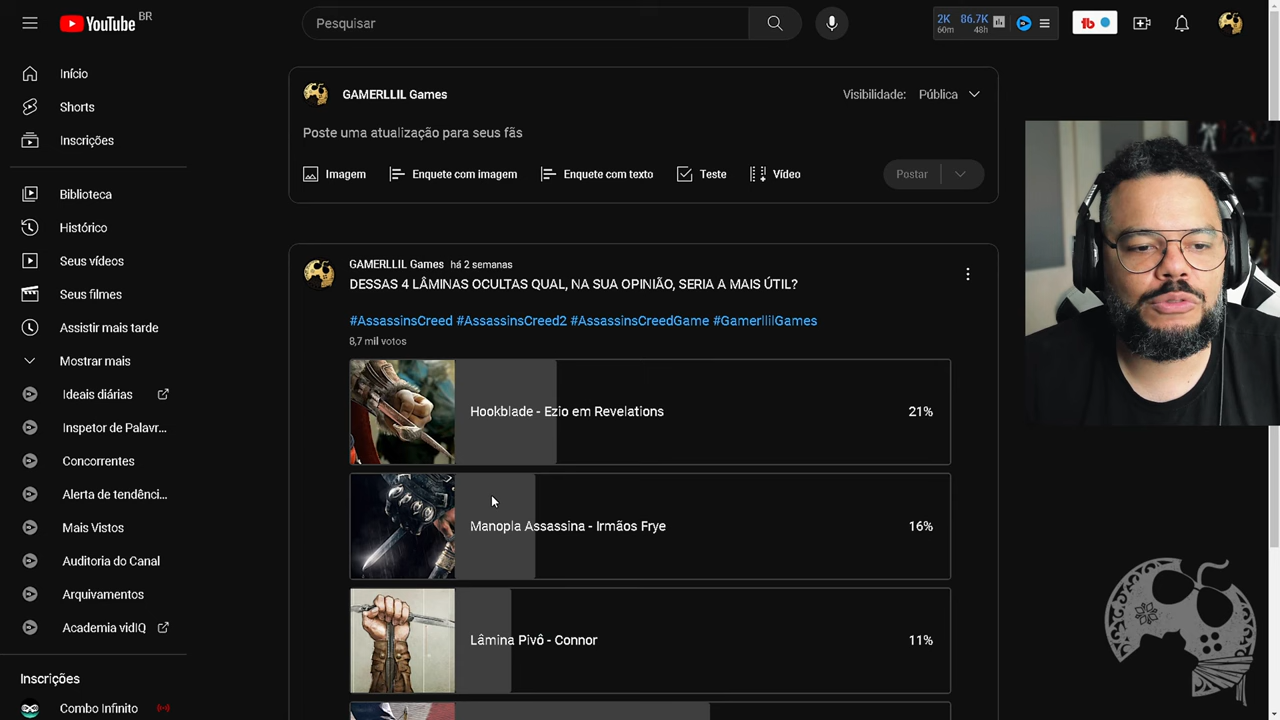 YouTube BR
Pesquisar
2K 86.7K
60m 48h
tb
GAMERLLIL Games
Visibilidade: Pública
Poste uma atualização para seus fãs
Imagem
Enquete com imagem
Enquete com texto
Teste
Vídeo
Postar
Início
Shorts
Inscrições
Biblioteca
Histórico
Seus vídeos
Seus filmes
Assistir mais tarde
Mostrar mais
Ideais diárias
Inspetor de Palavr...
Concorrentes
Alerta de tendênci...
Mais Vistos
Auditoria do Canal
Arquivamentos
Academia vidIQ
Inscrições
Combo Infinito
GAMERLLIL Games há 2 semanas
DESSAS 4 LÂMINAS OCULTAS QUAL, NA SUA OPINIÃO, SERIA A MAIS ÚTIL?
#AssassinsCreed #AssassinsCreed2 #AssassinsCreedGame #GamerllilGames
8,7 mil votos
Hookblade - Ezio em Revelations 21%
Manopla Assassina - Irmãos Frye 16%
Lâmina Pivô - Connor 11%